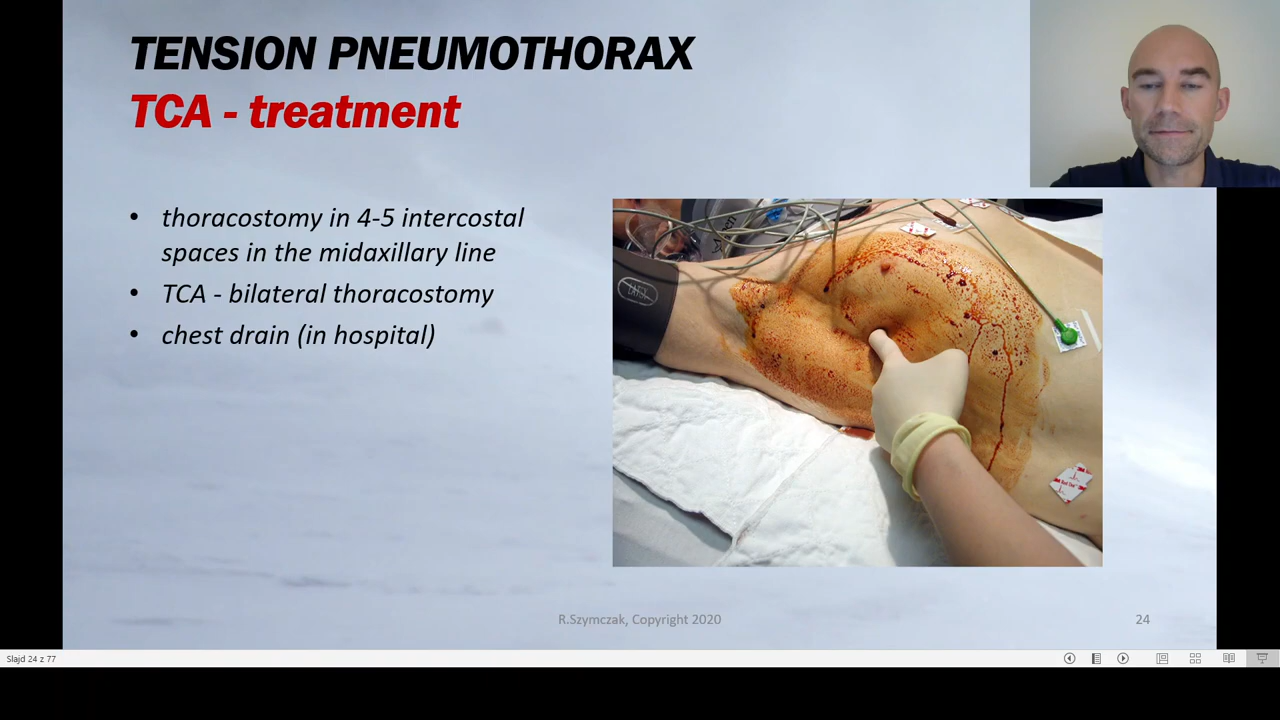 TENSION PNEUMOTHORAX
TCA - treatment
• thoracostomy in 4-5 intercostal
spaces in the midaxillary line
• TCA - bilateral thoracostomy
• chest drain (in hospital)
R.Szymczak, Copyright 2020
24
Slajd 24 z 77